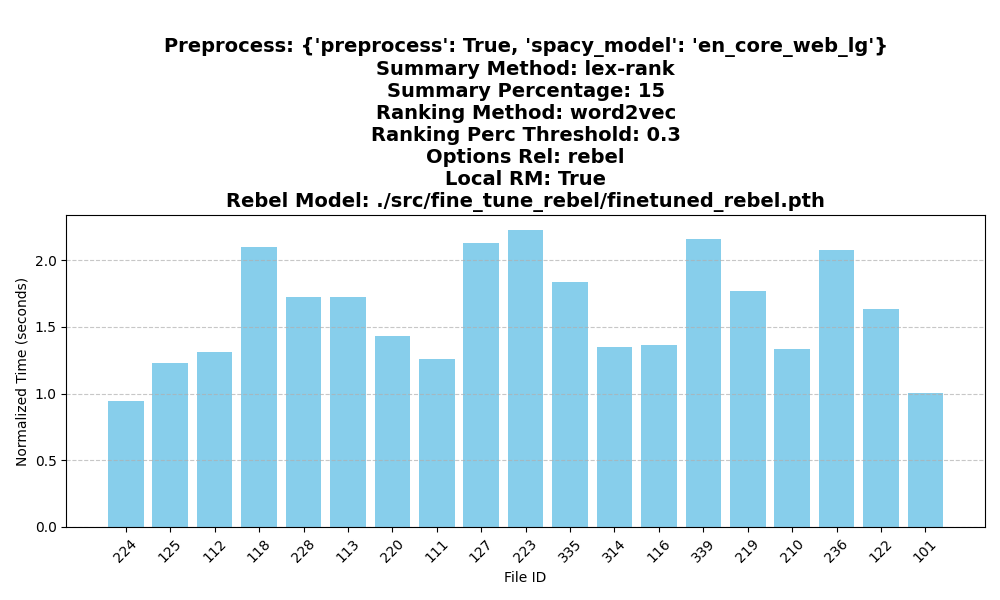 Preprocess: {'preprocess': True, 'spacy_model': 'en_core_web_lg'}
Summary Method: lex-rank
Summary Percentage: 15
Ranking Method: word2vec
Ranking Perc Threshold: 0.3
Options Rel: rebel
Local RM: True
Rebel Model: ./src/fine_tune_rebel/finetuned_rebel.pth
Normalized Time (seconds)
2.0
1.5
1.0
0.5
0.0
224 125 112 118 228 113 220 111 127 223 335 314 116 339 219 210 236 122 101
File ID